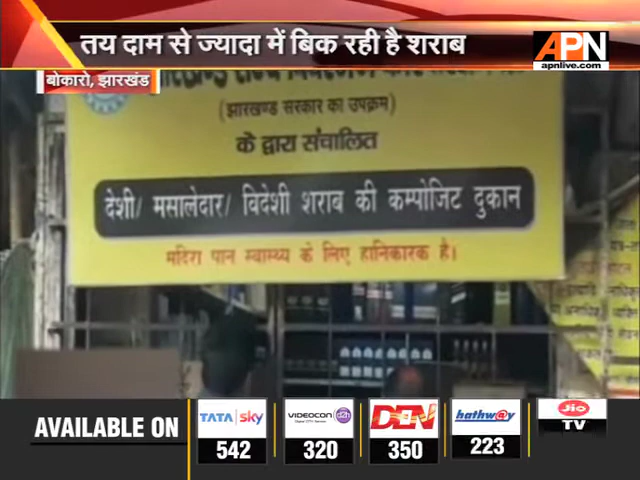 तय दाम से ज्यादा में बिक रही है शराब
APN
apnlive.com
बोकारो, झारखंड
(झारखण्ड सरकार का उपक्रम)
के द्वारा संचालित
देशी/ मसालेदार/ विदेशी शराब की कम्पोजिट दुकान
मदिरा पान स्वास्थ्य के लिए हानिकारक है।
AVAILABLE ON
TATA SKY
542
VIDEOCON d2h
320
DEN
350
hathway
223
Jio
TV